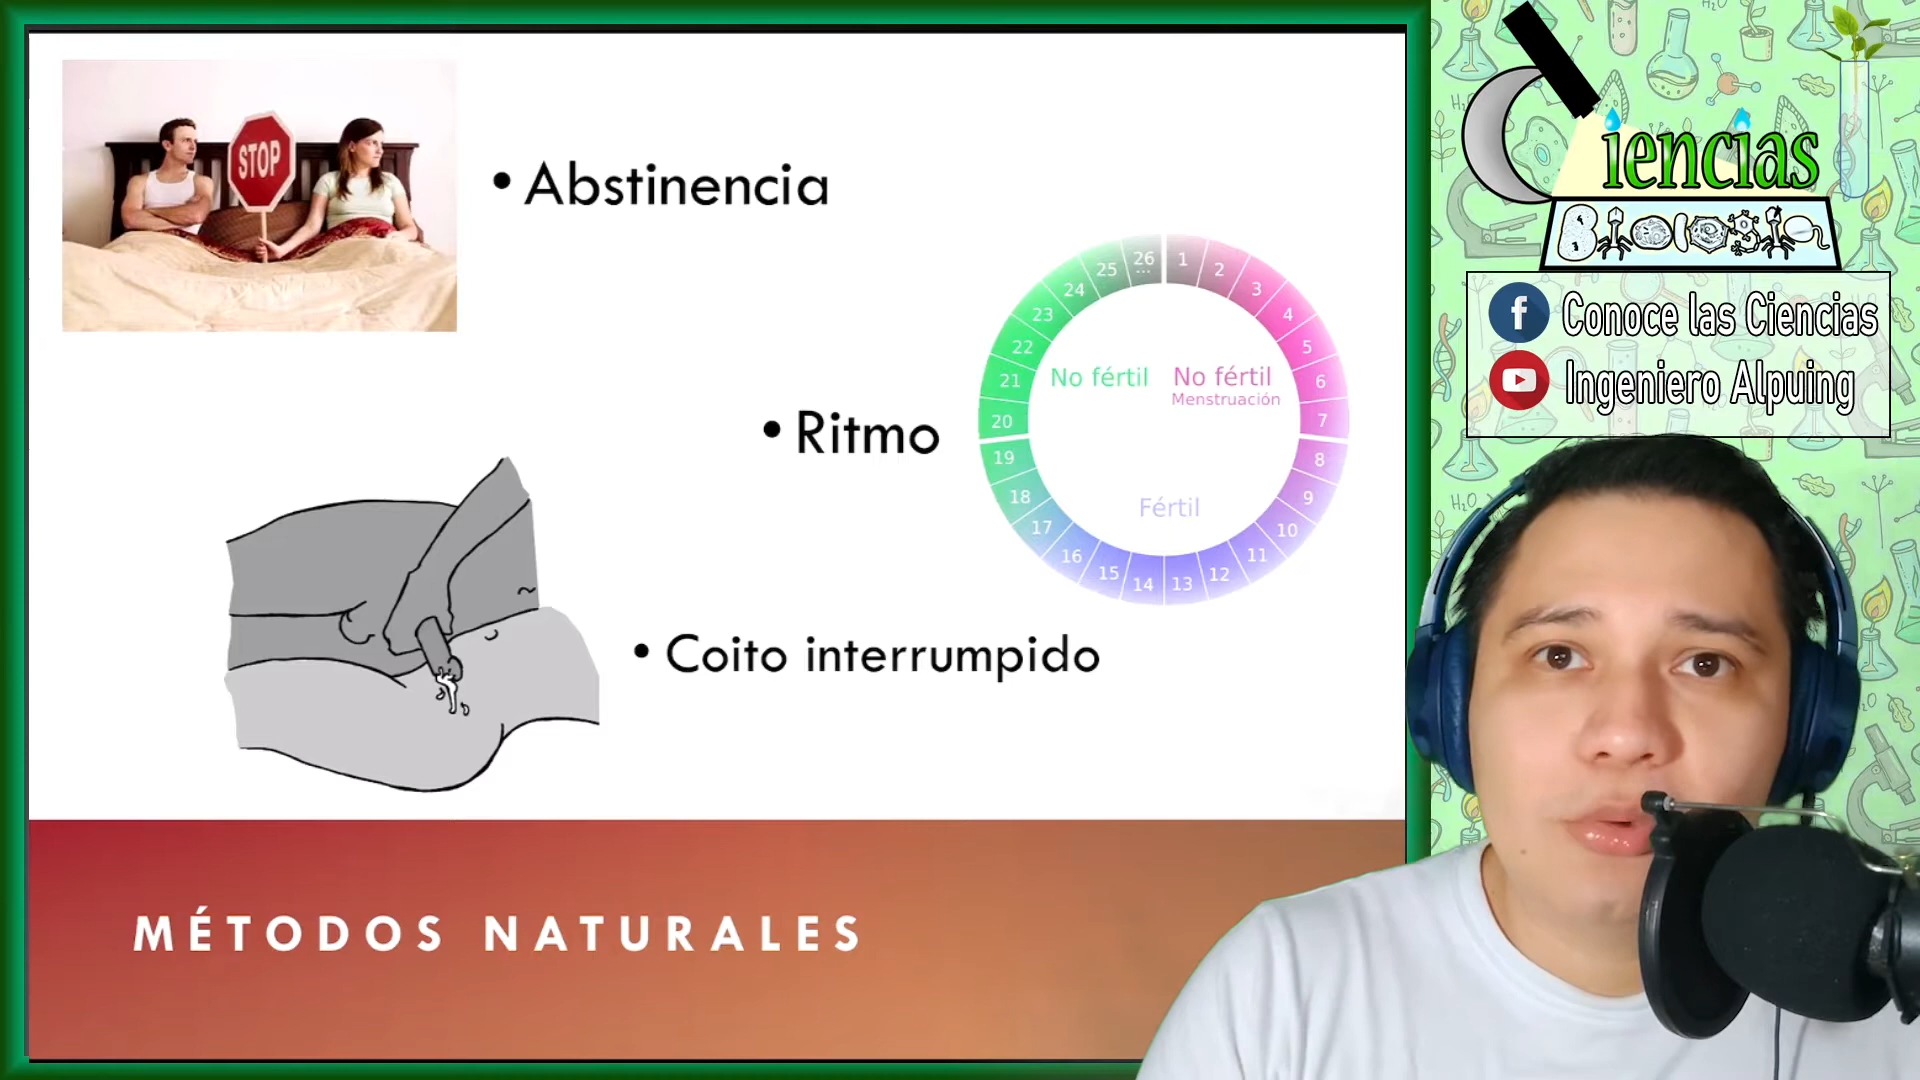 STOP
• Abstinencia
• Ritmo
26 1 2 3 4 5 6 7 8 9 10 11 12 13 14 15 16 17 18 19 20 21 22 23 24 25
...
No fértil
No fértil
Menstruación
Fértil
• Coito interrumpido
MÉTODOS NATURALES
Ciencias
Biología
f Conoce las Ciencias
Ingeniero Alpuing
H₂O
H₂O